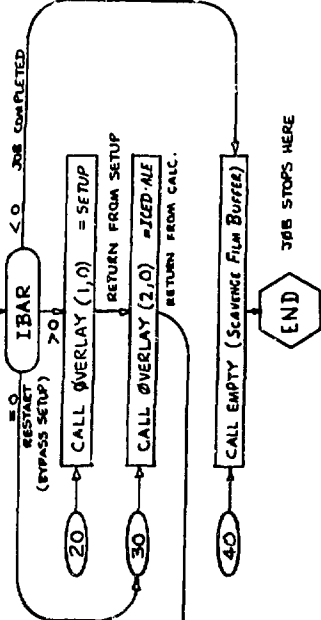 IBAR
= 0
RESTART
(BYPASS SETUP)
< 0 JOB COMPLETED
> 0
20
CALL ØVERLAY (1,0) = SETUP
RETURN FROM SETUP
30
CALL ØVERLAY (2,0) = ICED-ALE
RETURN FROM CALC.
40
CALL EMPTY (SCAVENGE FILM BUFFER)
END
JØB STOPS HERE